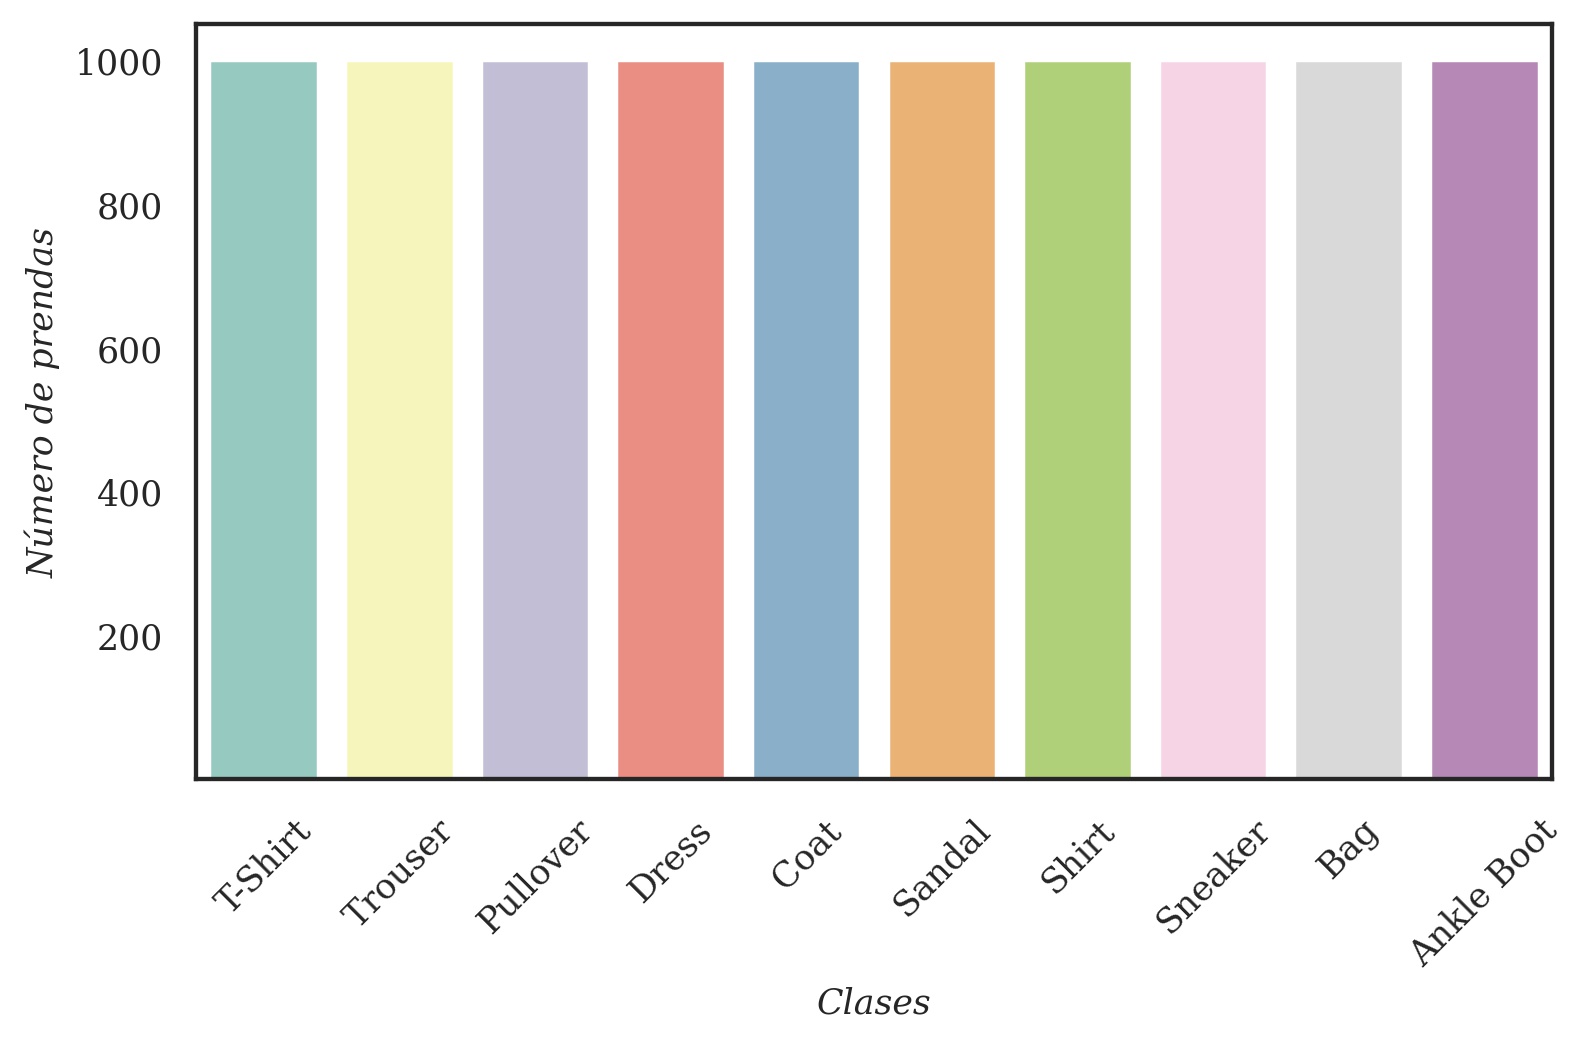 1000
800
600
400
200
Número de prendas
T-Shirt
Trouser
Pullover
Dress
Coat
Sandal
Shirt
Sneaker
Bag
Ankle Boot
Clases